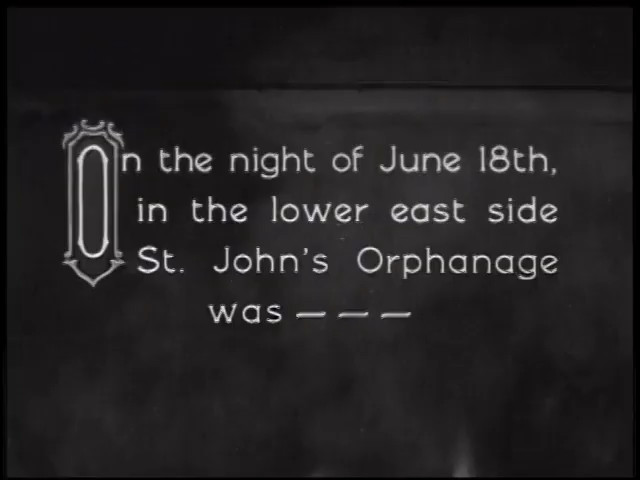 On the night of June 18th,
in the lower east side
St. John's Orphanage
was — — —